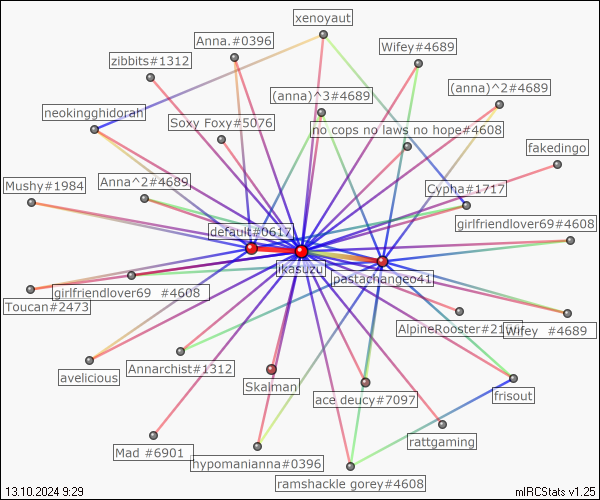 xenoyaut
Anna.#0396
Wifey#4689
zibbits#1312
(anna)^2#4689
(anna)^3#4689
neokingghidorah
Soxy Foxy#5076
no cops no laws no hope#4608
fakedingo
Mushy#1984
Anna^2#4689
Cypha#1717
girlfriendlover69#4608
default#0617
ikasuzu
pastachangeo41
girlfriendlover69 #4608
Toucan#2473
AlpineRooster#21
Wifey #4689
avelicious
Annarchist#1312
Skalman
ace deucy#7097
frisout
Mad #6901
rattgaming
hypomanianna#0396
ramshackle gorey#4608
13.10.2024 9:29
mIRCStats v1.25